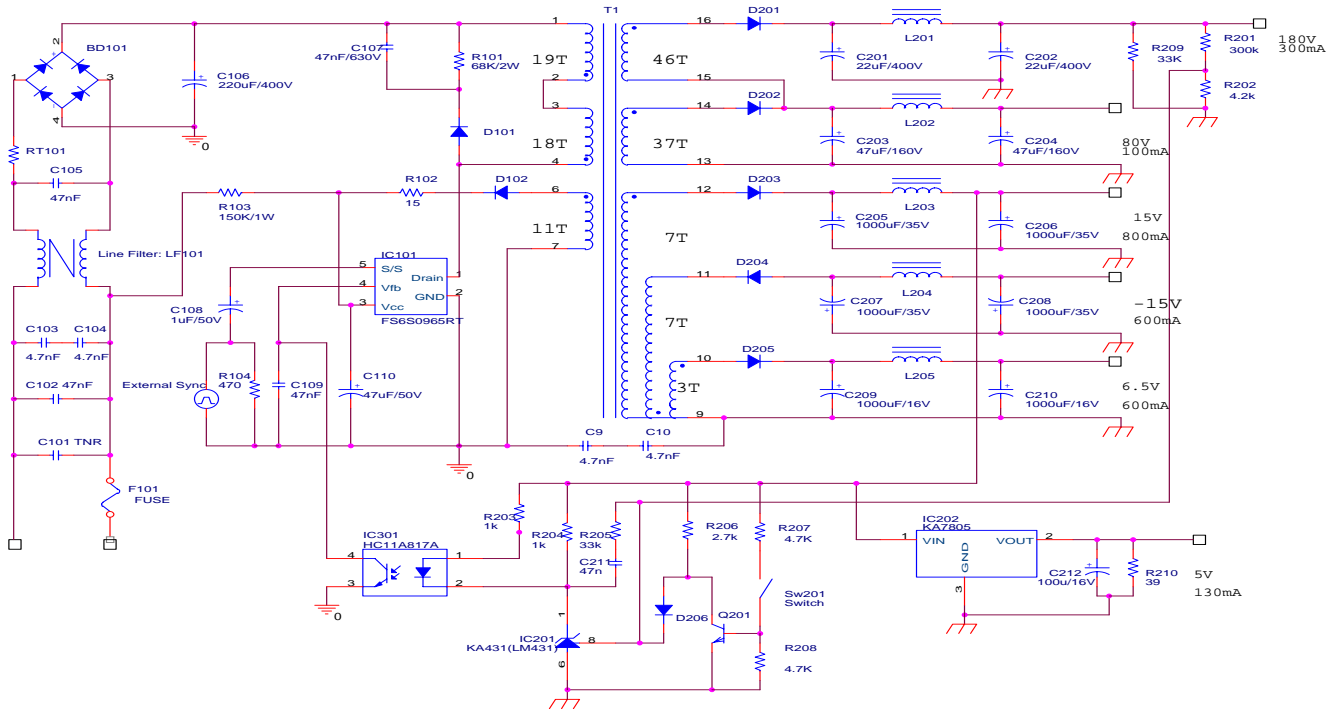 T1
1
16
D201
L201
180V
300mA
BD101
2
1
3
4
C106
220uF/400V
C107
47nF/630V
R101
68K/2W
19T
46T
C201
22uF/400V
C202
22uF/400V
R209
33K
R201
300k
R202
4.2k
2
15
3
14
D202
L202
80V
100mA
0
D101
18T
37T
C203
47uF/160V
C204
47uF/160V
4
13
RT101
C105
47nF
R103
150K/1W
R102
15
D102
6
12
D203
L203
15V
800mA
11T
7T
C205
1000uF/35V
C206
1000uF/35V
7
Line Filter: LF101
IC101
5
S/S
4
Vfb
3
Vcc
Drain
1
GND
2
FS6S0965RT
11
D204
L204
-15V
600mA
7T
C207
1000uF/35V
C208
1000uF/35V
C108
1uF/50V
C103
4.7nF
C104
4.7nF
10
D205
L205
6.5V
600mA
3T
C209
1000uF/16V
C210
1000uF/16V
9
C102 47nF
External Sync
R104
470
C109
47nF
C110
47uF/50V
C101 TNR
C9
4.7nF
C10
4.7nF
0
F101
FUSE
R203
1k
R204
1k
R205
33k
C211
47n
R206
2.7k
R207
4.7K
IC301
HC11A817A
4
3
1
2
0
Sw201
Switch
IC202
KA7805
1
VIN
VOUT
2
GND
3
C212
100u/16V
R210
39
5V
130mA
D206
Q201
1
IC201
KA431(LM431)
8
6
R208
4.7K